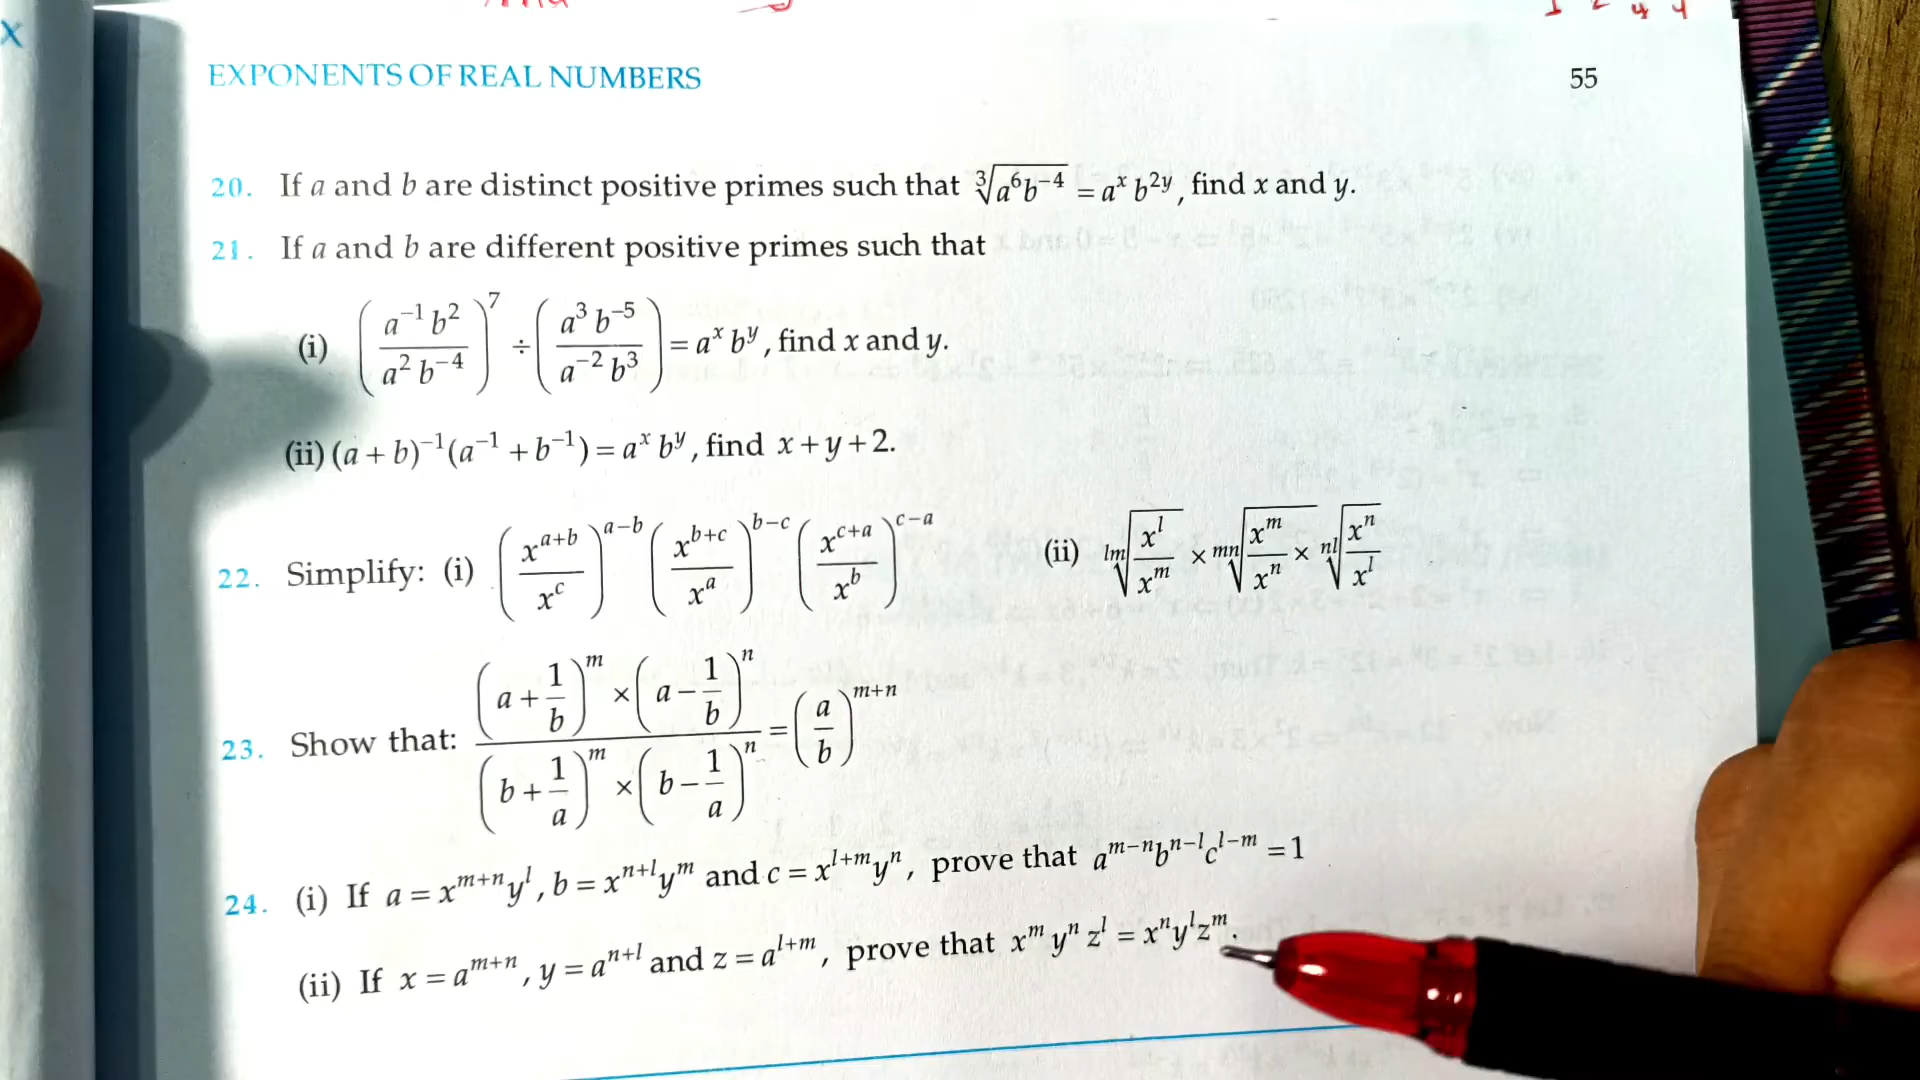 EXPONENTS OF REAL NUMBERS 55
20. If a and b are distinct positive primes such that ∛(a⁶b⁻⁴) = aˣ b²ʸ, find x and y.
21. If a and b are different positive primes such that
(i) ((a⁻¹ b²)/(a² b⁻⁴))⁷ ÷ ((a³ b⁻⁵)/(a⁻² b³)) = aˣ bʸ, find x and y.
(ii) (a + b)⁻¹(a⁻¹ + b⁻¹) = aˣ bʸ, find x + y + 2.
22. Simplify: (i) (x^(a+b)/x^c)^(a−b) (x^(b+c)/x^a)^(b−c) (x^(c+a)/x^b)^(c−a) (ii) ^(lm)√(x^l/x^m) × ^(mn)√(x^m/x^n) × ^(nl)√(x^n/x^l)
23. Show that: ((a + 1/b)^m × (a − 1/b)^n)/((b + 1/a)^m × (b − 1/a)^n) = (a/b)^(m+n)
24. (i) If a = x^(m+n) y^l, b = x^(n+l) y^m and c = x^(l+m) y^n, prove that a^(m−n) b^(n−l) c^(l−m) = 1
(ii) If x = a^(m+n), y = a^(n+l) and z = a^(l+m), prove that x^m y^n z^l = x^n y^l z^m.